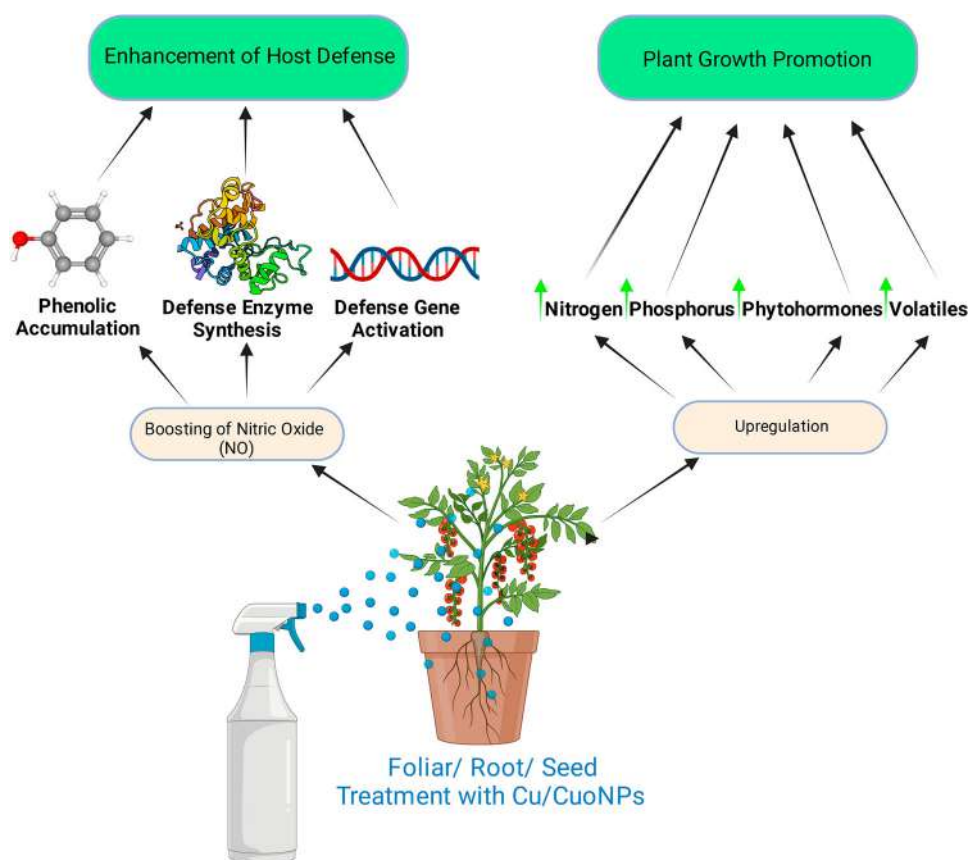 Enhancement of Host Defense
Plant Growth Promotion
Phenolic
Accumulation
Defense Enzyme
Synthesis
Defense Gene
Activation
Nitrogen
Phosphorus
Phytohormones
Volatiles
Boosting of Nitric Oxide
(NO)
Upregulation
Foliar/ Root/ Seed
Treatment with Cu/CuoNPs